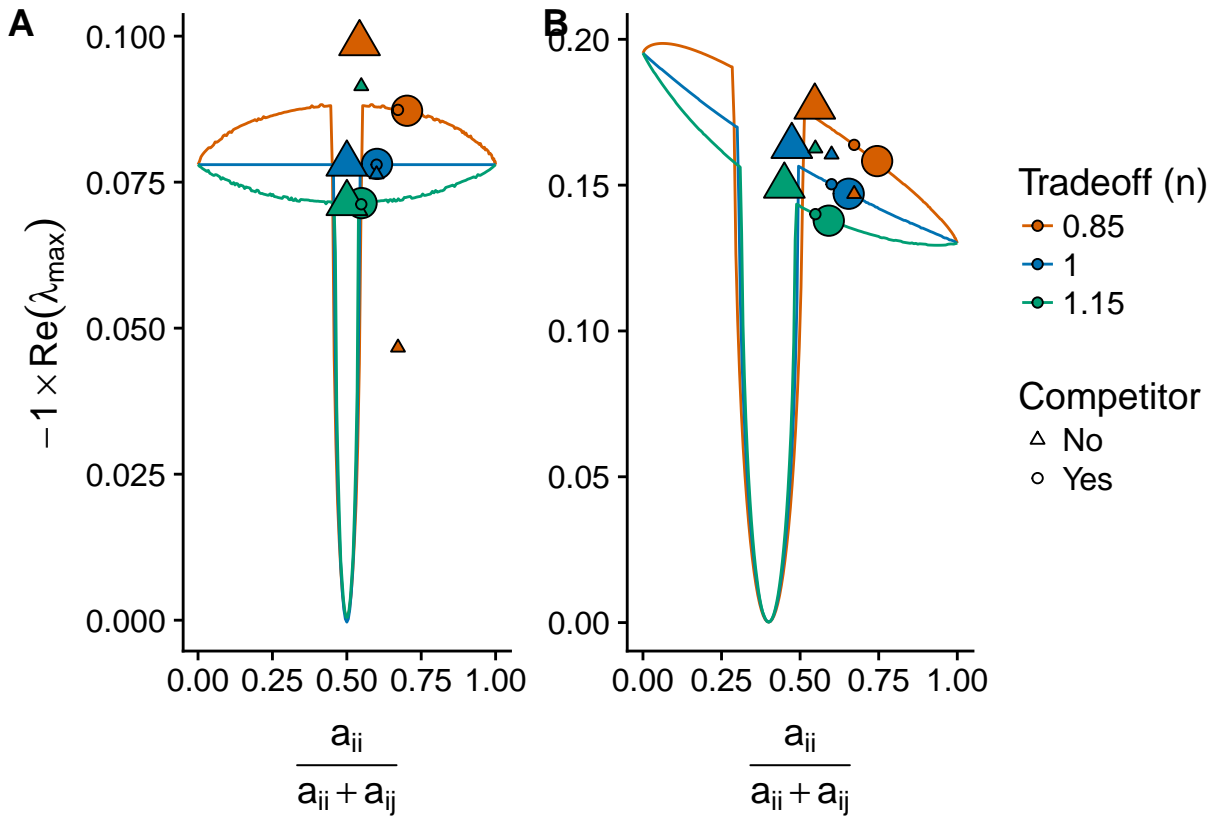 A
B
0.100
0.075
0.050
0.025
0.000
0.00 0.25 0.50 0.75 1.00
−1 × Re(λmax)
aii
aii + aij
0.20
0.15
0.10
0.05
0.00
0.00 0.25 0.50 0.75 1.00
aii
aii + aij
Tradeoff (n)
0.85
1
1.15
Competitor
No
Yes